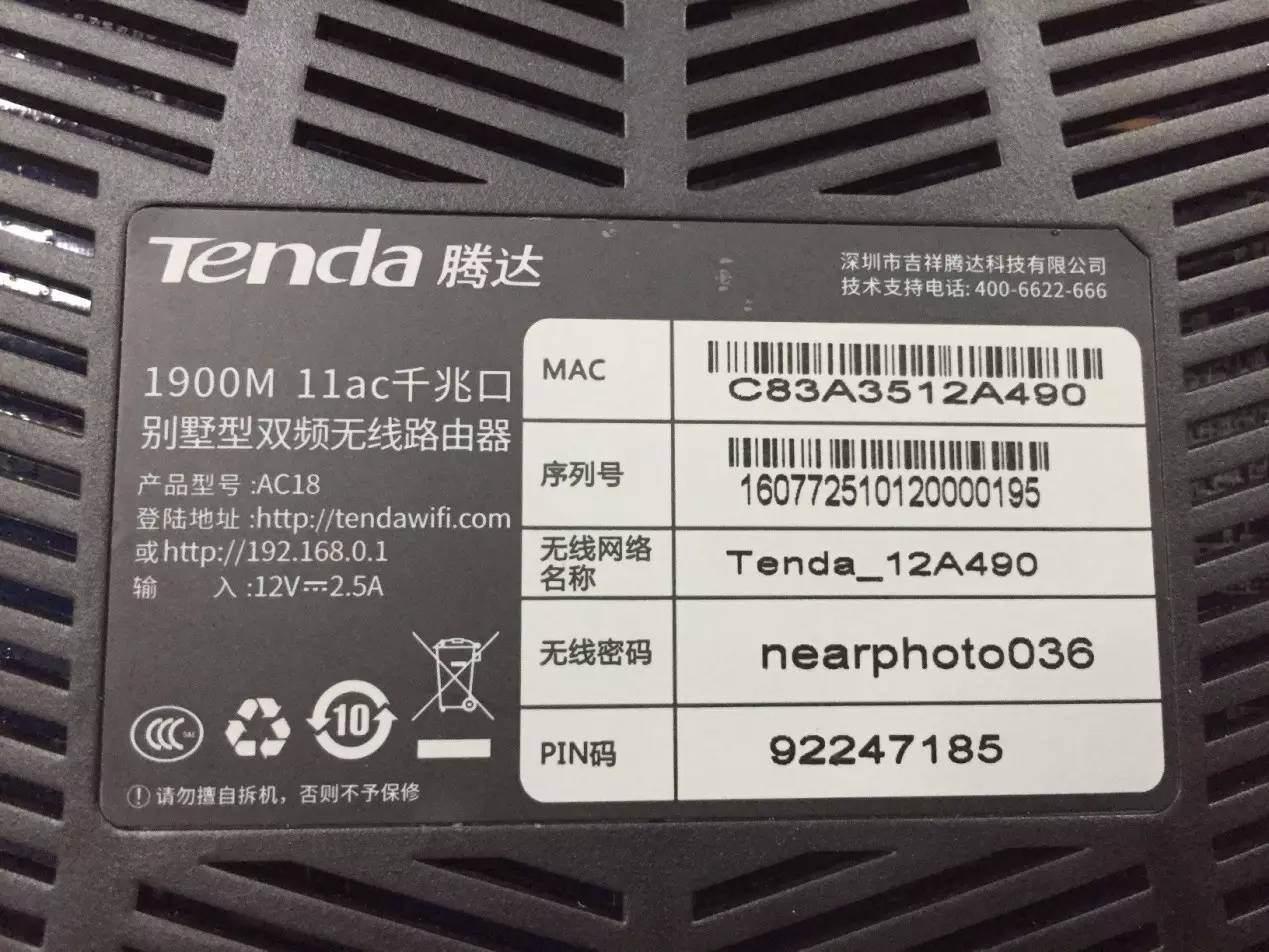 Tenda 腾达
深圳市吉祥腾达科技有限公司
技术支持电话: 400-6622-666
1900M 11ac千兆口
别墅型双频无线路由器
产品型号 :AC18
登陆地址 :http://tendawifi.com
或http://192.168.0.1
输 入 :12V⎓2.5A
MAC
C83A3512A490
序列号
160772510120000195
无线网络
名称
Tenda_12A490
无线密码
nearphoto036
PIN码
92247185
CCC
10
请勿擅自拆机，否则不予保修